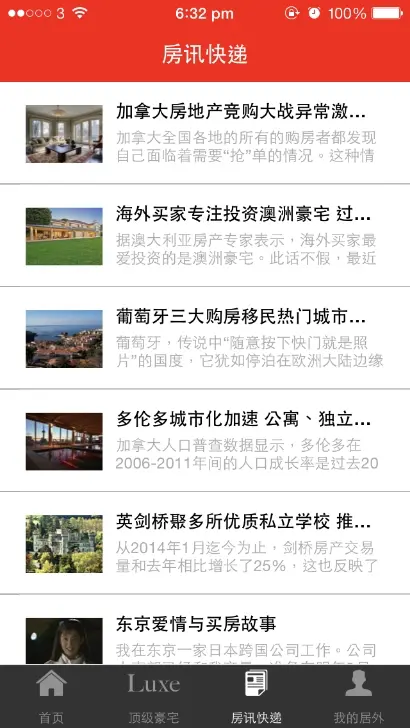 3 6:32 pm 100%
房讯快递
加拿大房地产竞购大战异常激...
加拿大全国各地的所有的购房者都发现
自己面临着需要“抢”单的情况。这种情
海外买家专注投资澳洲豪宅 过...
据澳大利亚房产专家表示，海外买家最
爱投资的是澳洲豪宅。此话不假，最近
葡萄牙三大购房移民热门城市...
葡萄牙，传说中“随意按下快门就是照
片”的国度，它犹如停泊在欧洲大陆边缘
多伦多城市化加速 公寓、独立...
加拿大人口普查数据显示，多伦多在
2006-2011年间的人口成长率是过去20
英剑桥聚多所优质私立学校 推...
从2014年1月迄今为止，剑桥房产交易
量和去年相比增长了25%，这也反映了
东京爱情与买房故事
我在东京一家日本跨国公司工作。公司
首页
Luxe
顶级豪宅
房讯快递
我的居外